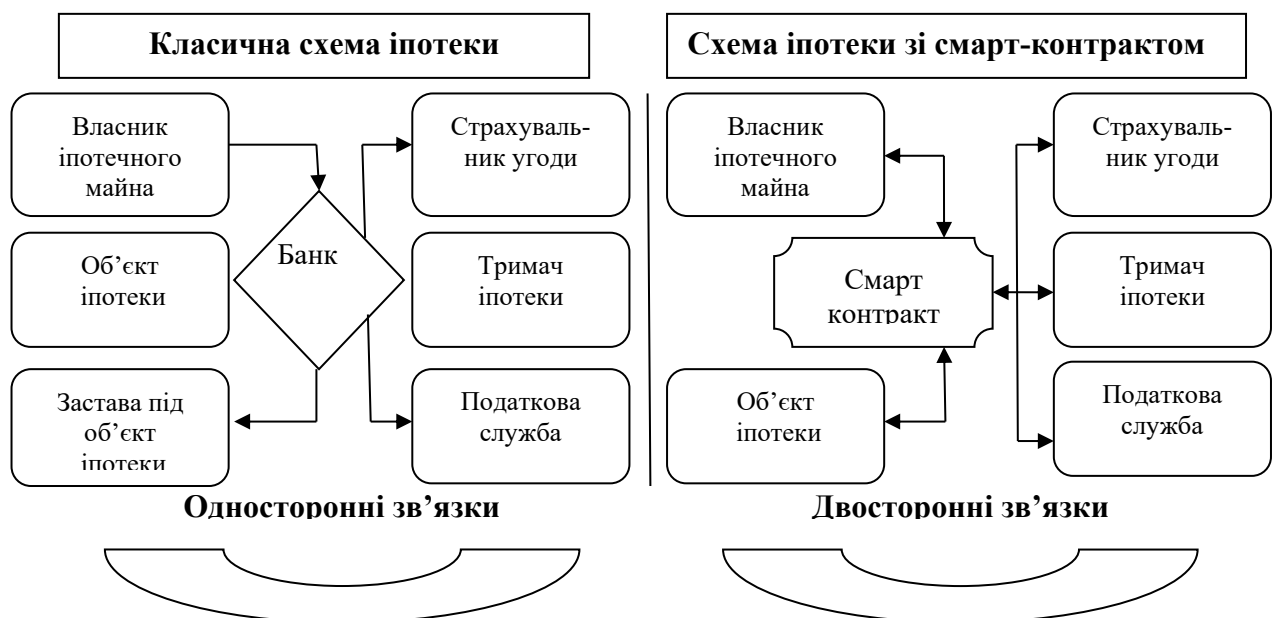 Класична схема іпотеки
Схема іпотеки зі смарт-контрактом
Власник
іпотечного
майна
Страхуваль-
ник угоди
Банк
Об’єкт
іпотеки
Тримач
іпотеки
Застава під
об’єкт
іпотеки
Податкова
служба
Односторонні зв’язки
Власник
іпотечного
майна
Страхуваль-
ник угоди
Смарт
контракт
Тримач
іпотеки
Об’єкт
іпотеки
Податкова
служба
Двосторонні зв’язки